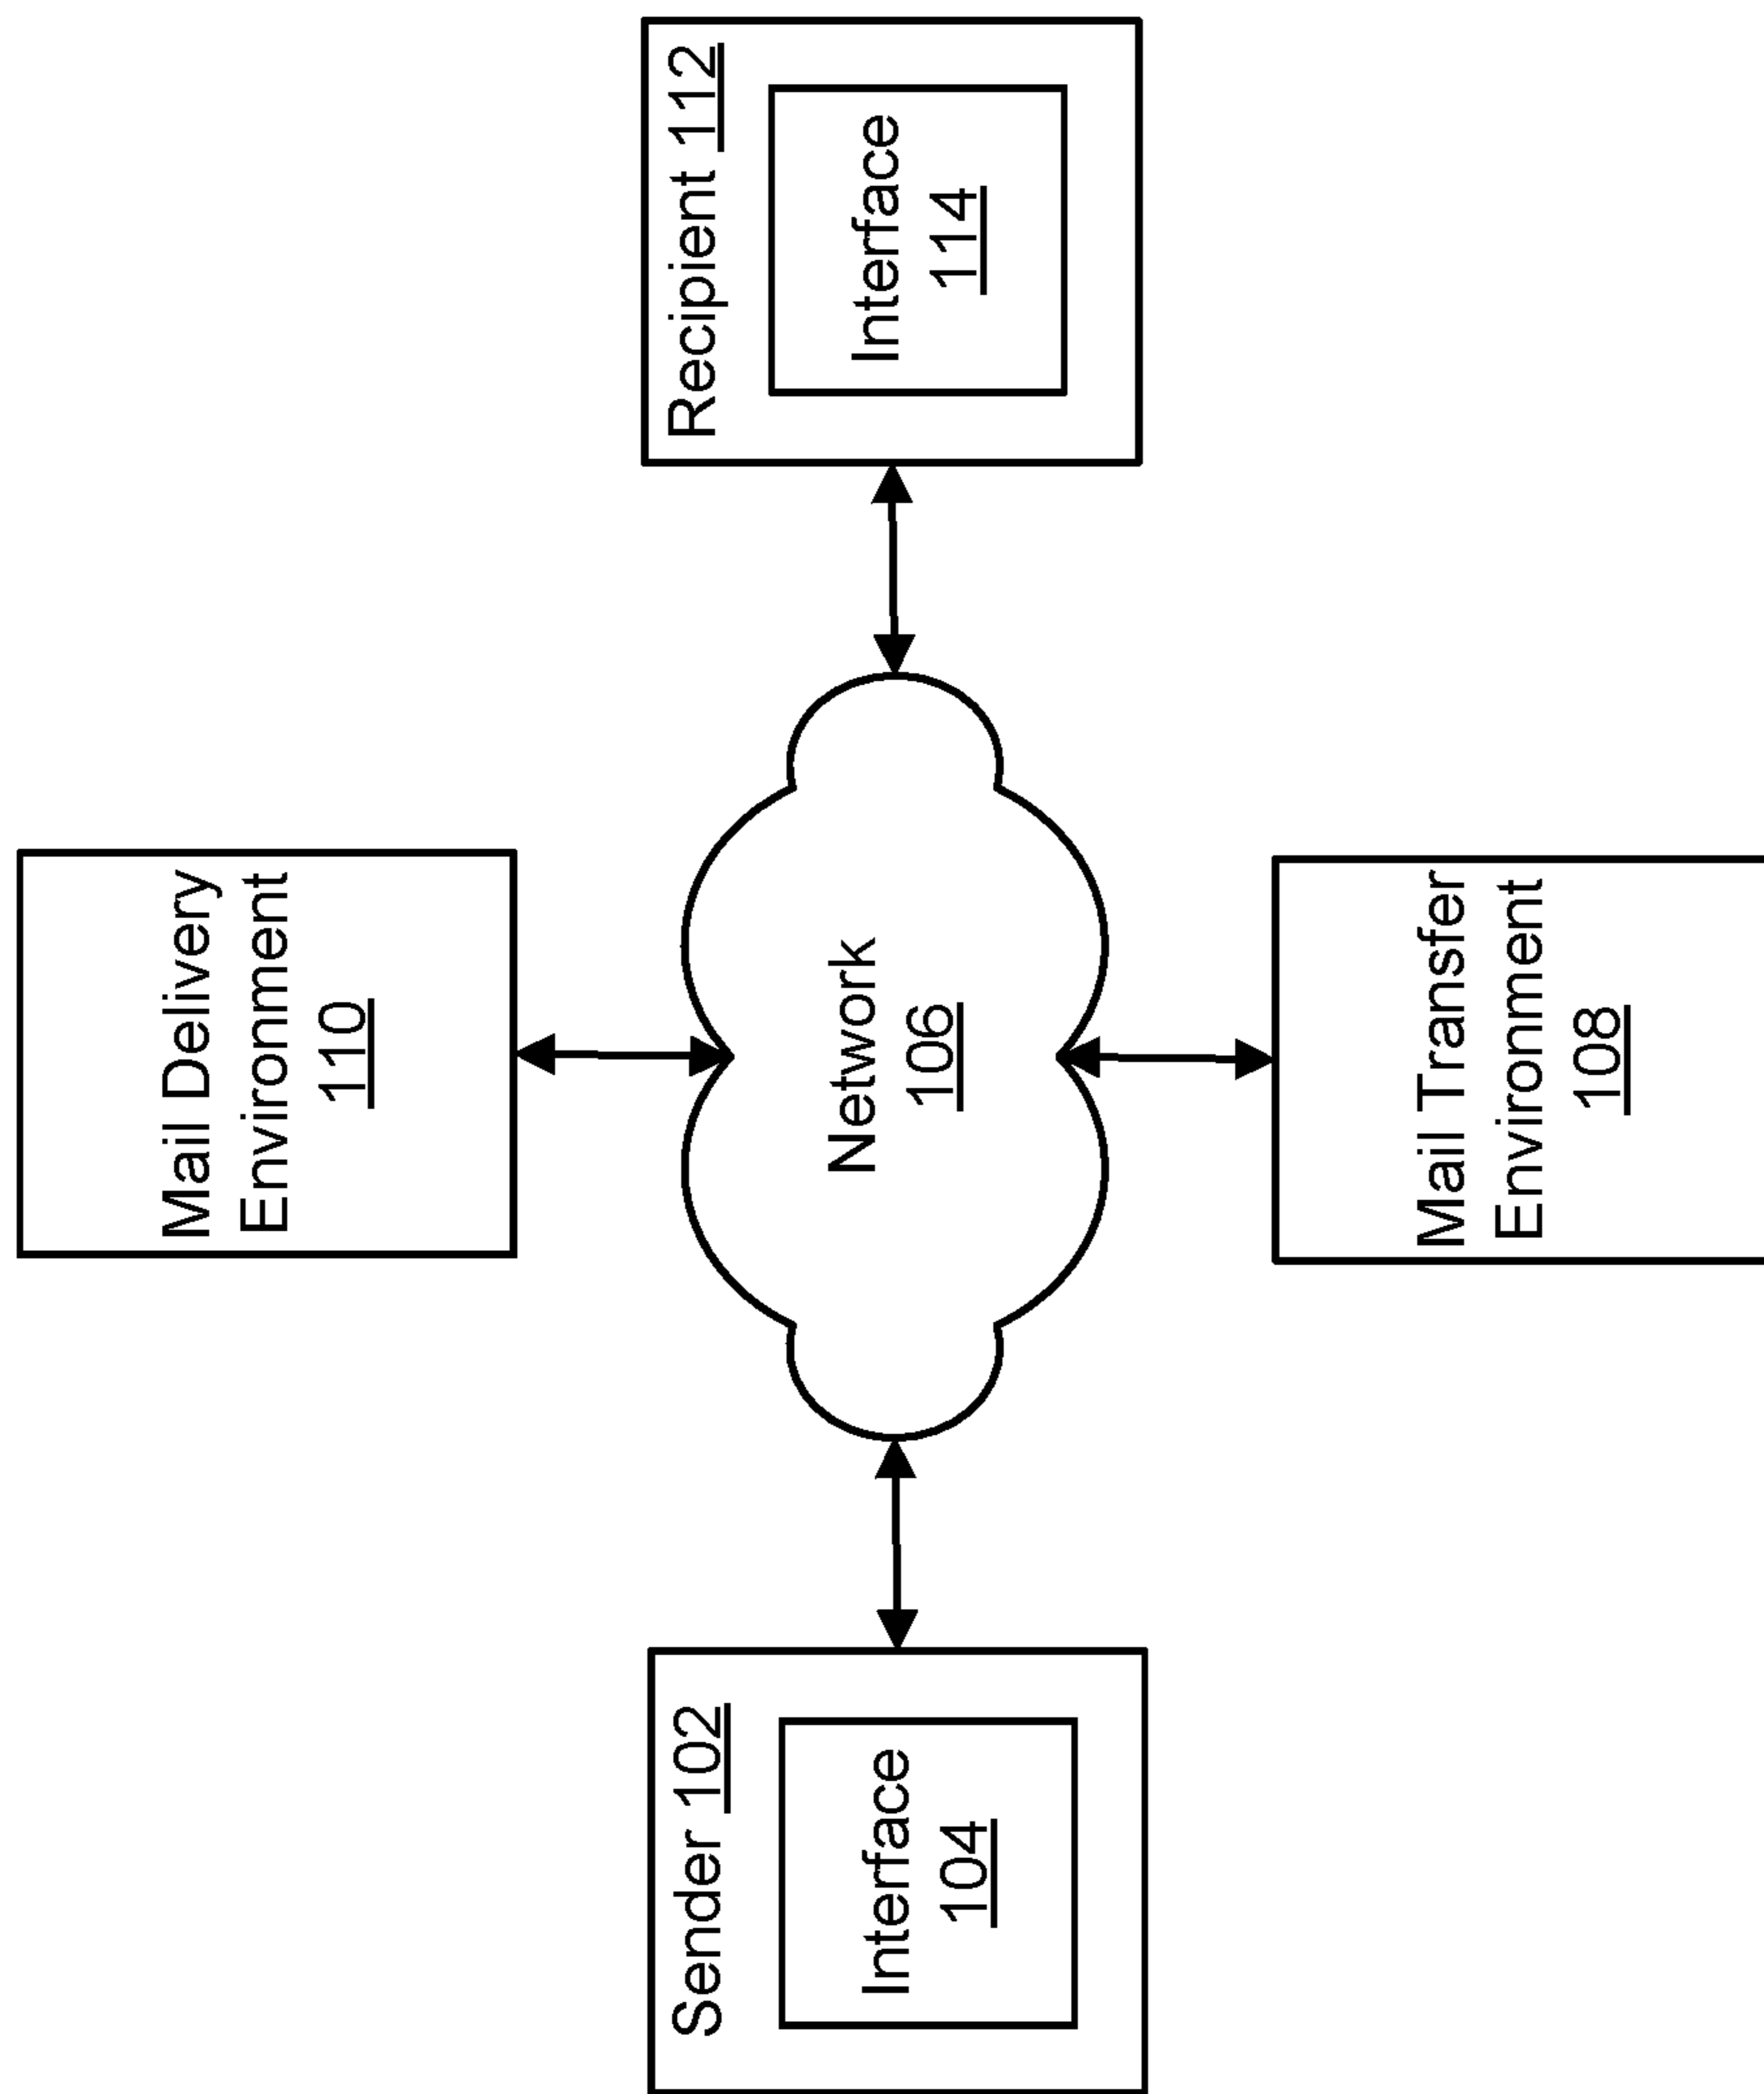 Mail Delivery
Environment
110
Sender 102
Interface
104
Network
106
Recipient 112
Interface
114
Mail Transfer
Environment
108